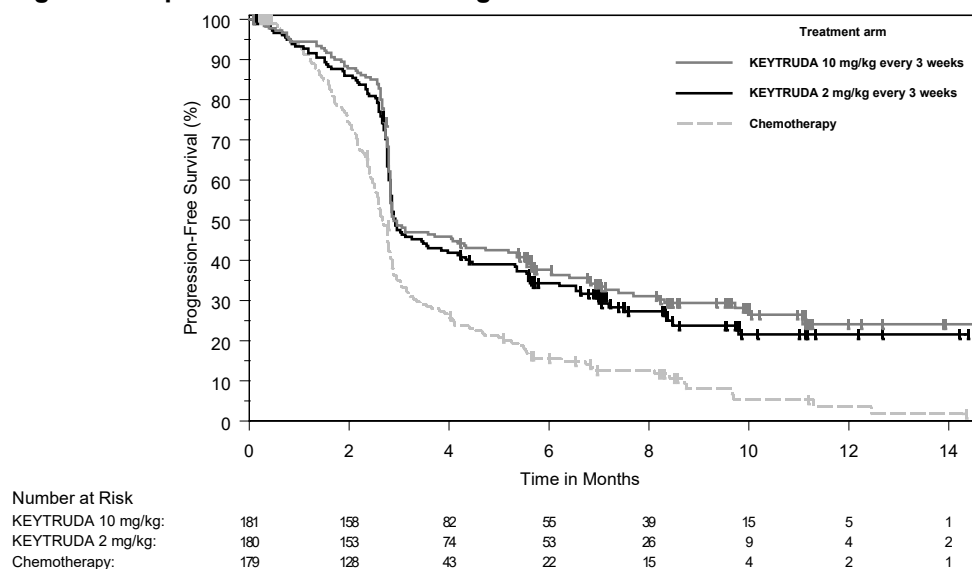 Treatment arm
KEYTRUDA 10 mg/kg every 3 weeks
KEYTRUDA 2 mg/kg every 3 weeks
Chemotherapy
Progression-Free Survival (%)
100
90
80
70
60
50
40
30
20
10
0
0 2 4 6 8 10 12 14
Time in Months
Number at Risk
KEYTRUDA 10 mg/kg: 181 158 82 55 39 15 5 1
KEYTRUDA 2 mg/kg: 180 153 74 53 26 9 4 2
Chemotherapy: 179 128 43 22 15 4 2 1